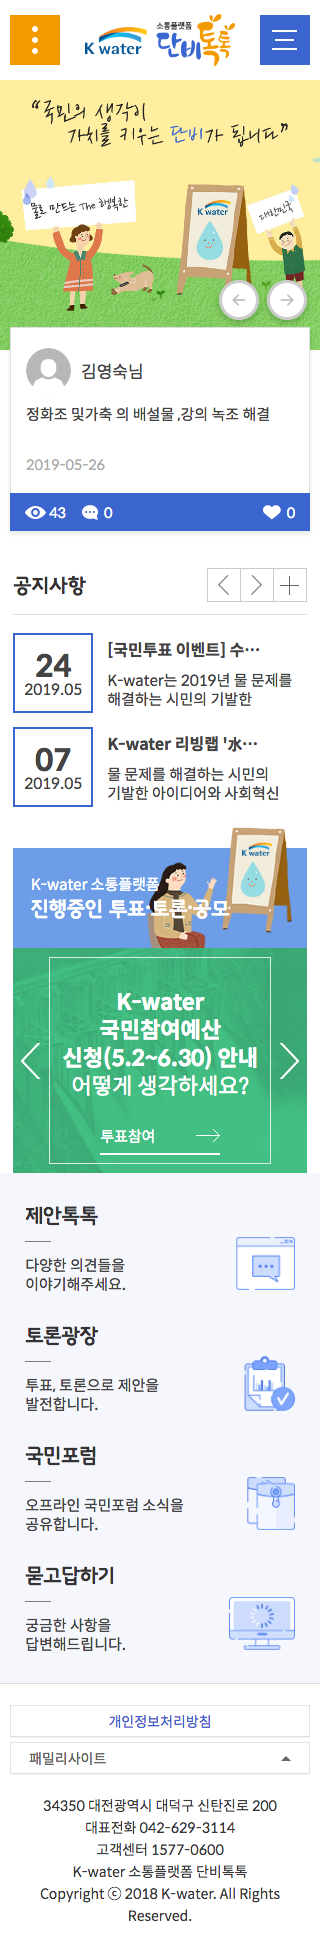 K water
소통플랫폼
단비톡톡
"국민의 생각이
가치를 키우는 단비가 됩니다"
물로 만드는 The 행복한
대한민국
K water
김영숙님
정화조 및가축 의 배설물 ,강의 녹조 해결
2019-05-26
43 0 0
공지사항
24
2019.05
[국민투표 이벤트] 수…
K-water는 2019년 물 문제를
해결하는 시민의 기발한
07
2019.05
K-water 리빙랩 '水…
물 문제를 해결하는 시민의
기발한 아이디어와 사회혁신
K water
K-water 소통플랫폼
진행중인 투표·토론·공모
K-water
국민참여예산
신청(5.2~6.30) 안내
어떻게 생각하세요?
투표참여
제안톡톡
다양한 의견들을
이야기해주세요.
토론광장
투표, 토론으로 제안을
발전합니다.
국민포럼
오프라인 국민포럼 소식을
공유합니다.
묻고답하기
궁금한 사항을
답변해드립니다.
개인정보처리방침
패밀리사이트
34350 대전광역시 대덕구 신탄진로 200
대표전화 042-629-3114
고객센터 1577-0600
K-water 소통플랫폼 단비톡톡
Copyright ⓒ 2018 K-water. All Rights
Reserved.